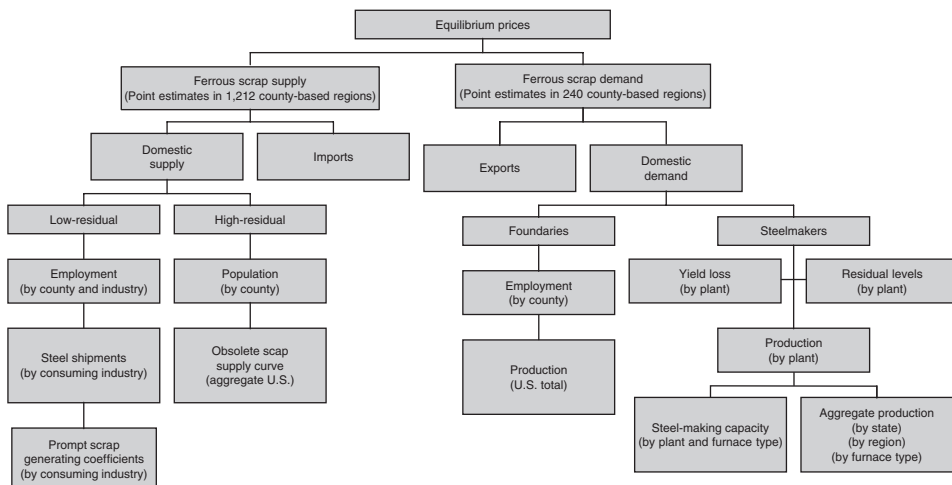 Equilibrium prices
Ferrous scrap supply
(Point estimates in 1,212 county-based regions)
Ferrous scrap demand
(Point estimates in 240 county-based regions)
Domestic
supply
Imports
Exports
Domestic
demand
Low-residual
High-residual
Foundaries
Steelmakers
Employment
(by county and industry)
Population
(by county)
Employment
(by county)
Yield loss
(by plant)
Residual levels
(by plant)
Steel shipments
(by consuming industry)
Obsolete scap
supply curve
(aggregate U.S.)
Production
(U.S. total)
Production
(by plant)
Prompt scrap
generating coefficients
(by consuming industry)
Steel-making capacity
(by plant and furnace type)
Aggregate production
(by state)
(by region)
(by furnace type)